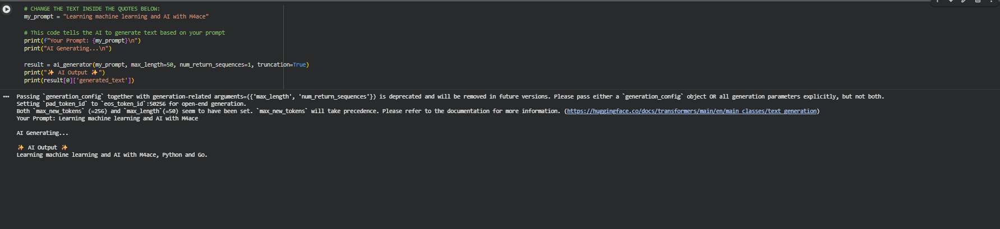 # CHANGE THE TEXT INSIDE THE QUOTES BELOW:
my_prompt = "Learning machine learning and AI with M4ace"
# This code tells the AI to generate text based on your prompt
print(f"Your Prompt: {my_prompt}\n")
print("AI Generating...\n")
result = ai_generator(my_prompt, max_length=50, num_return_sequences=1, truncation=True)
print("✨ AI Output ✨")
print(result[0]['generated_text'])
Passing `generation_config` together with generation-related arguments=({'max_length', 'num_return_sequences'}) is deprecated and will be removed in future versions. Please pass either a `generation_config` object OR all generation parameters explicitly, but not both.
Setting `pad_token_id` to `eos_token_id`:50256 for open-end generation.
Both `max_new_tokens` (=256) and `max_length`(=50) seem to have been set. `max_new_tokens` will take precedence. Please refer to the documentation for more information. (https://huggingface.co/docs/transformers/main/en/main_classes/text_generation)
Your Prompt: Learning machine learning and AI with M4ace
AI Generating...
✨ AI Output ✨
Learning machine learning and AI with M4ace, Python and Go.